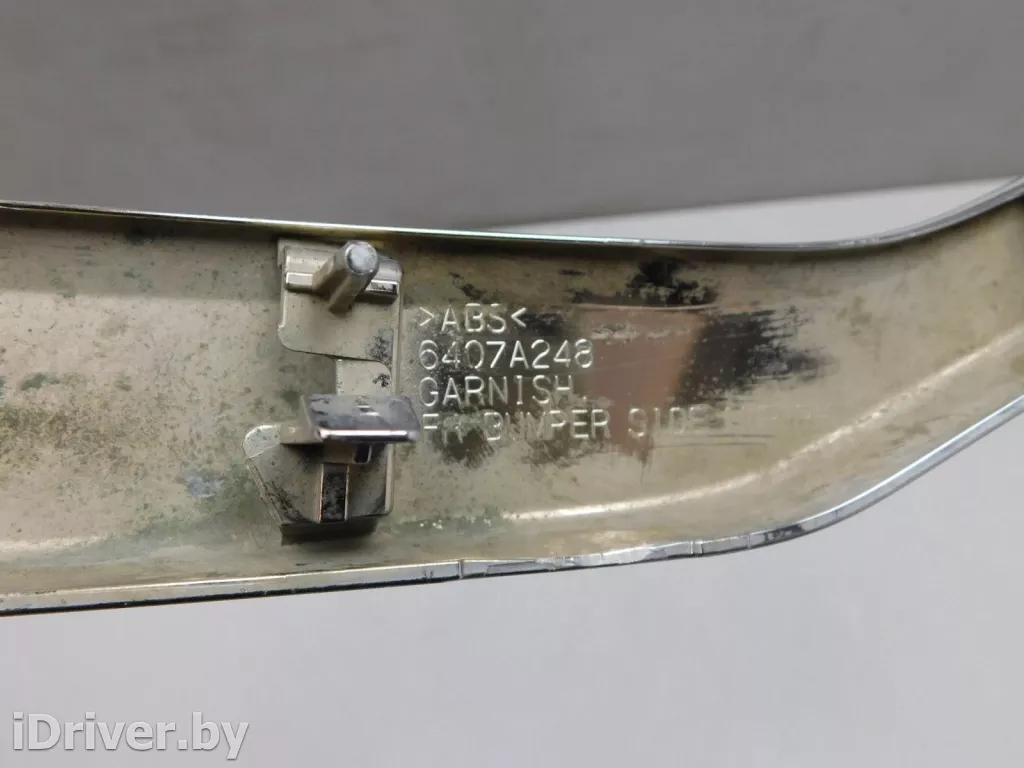 >ABS<
6407A248
GARNISH,
FR BUMPER SIDE
iDriver.by